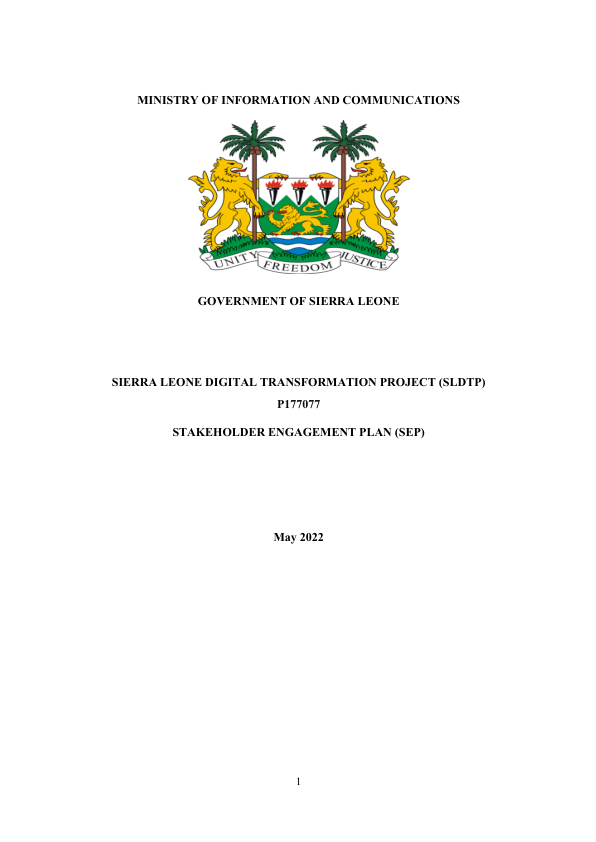 MINISTRY OF INFORMATION AND COMMUNICATIONS
UNITY FREEDOM JUSTICE
GOVERNMENT OF SIERRA LEONE
SIERRA LEONE DIGITAL TRANSFORMATION PROJECT (SLDTP)
P177077
STAKEHOLDER ENGAGEMENT PLAN (SEP)
May 2022
1